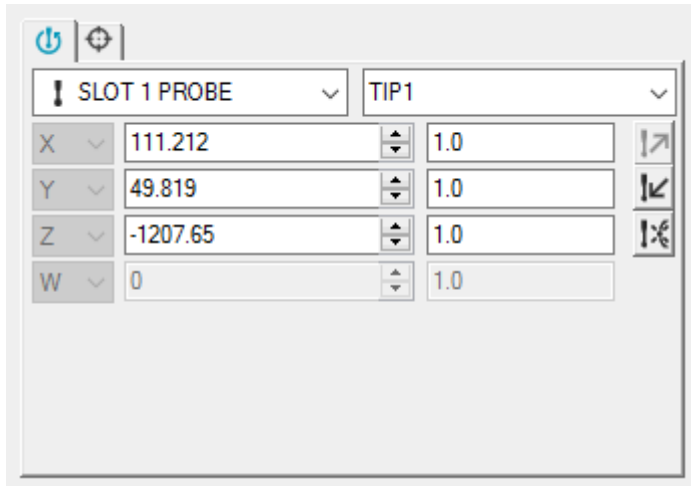 SLOT 1 PROBE TIP1
X 111.212 1.0
Y 49.819 1.0
Z -1207.65 1.0
W 0 1.0